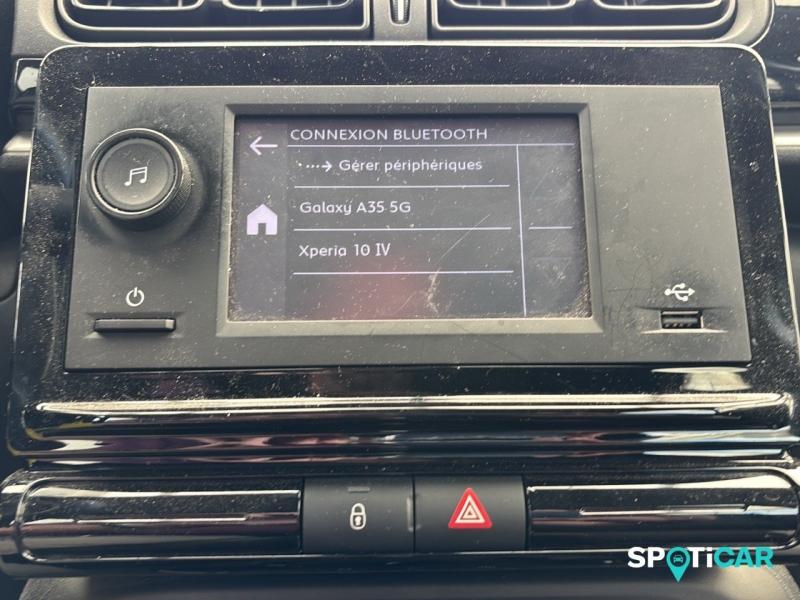 CONNEXION BLUETOOTH
Gérer périphériques
Galaxy A35 5G
Xperia 10 IV
SPOTiCAR